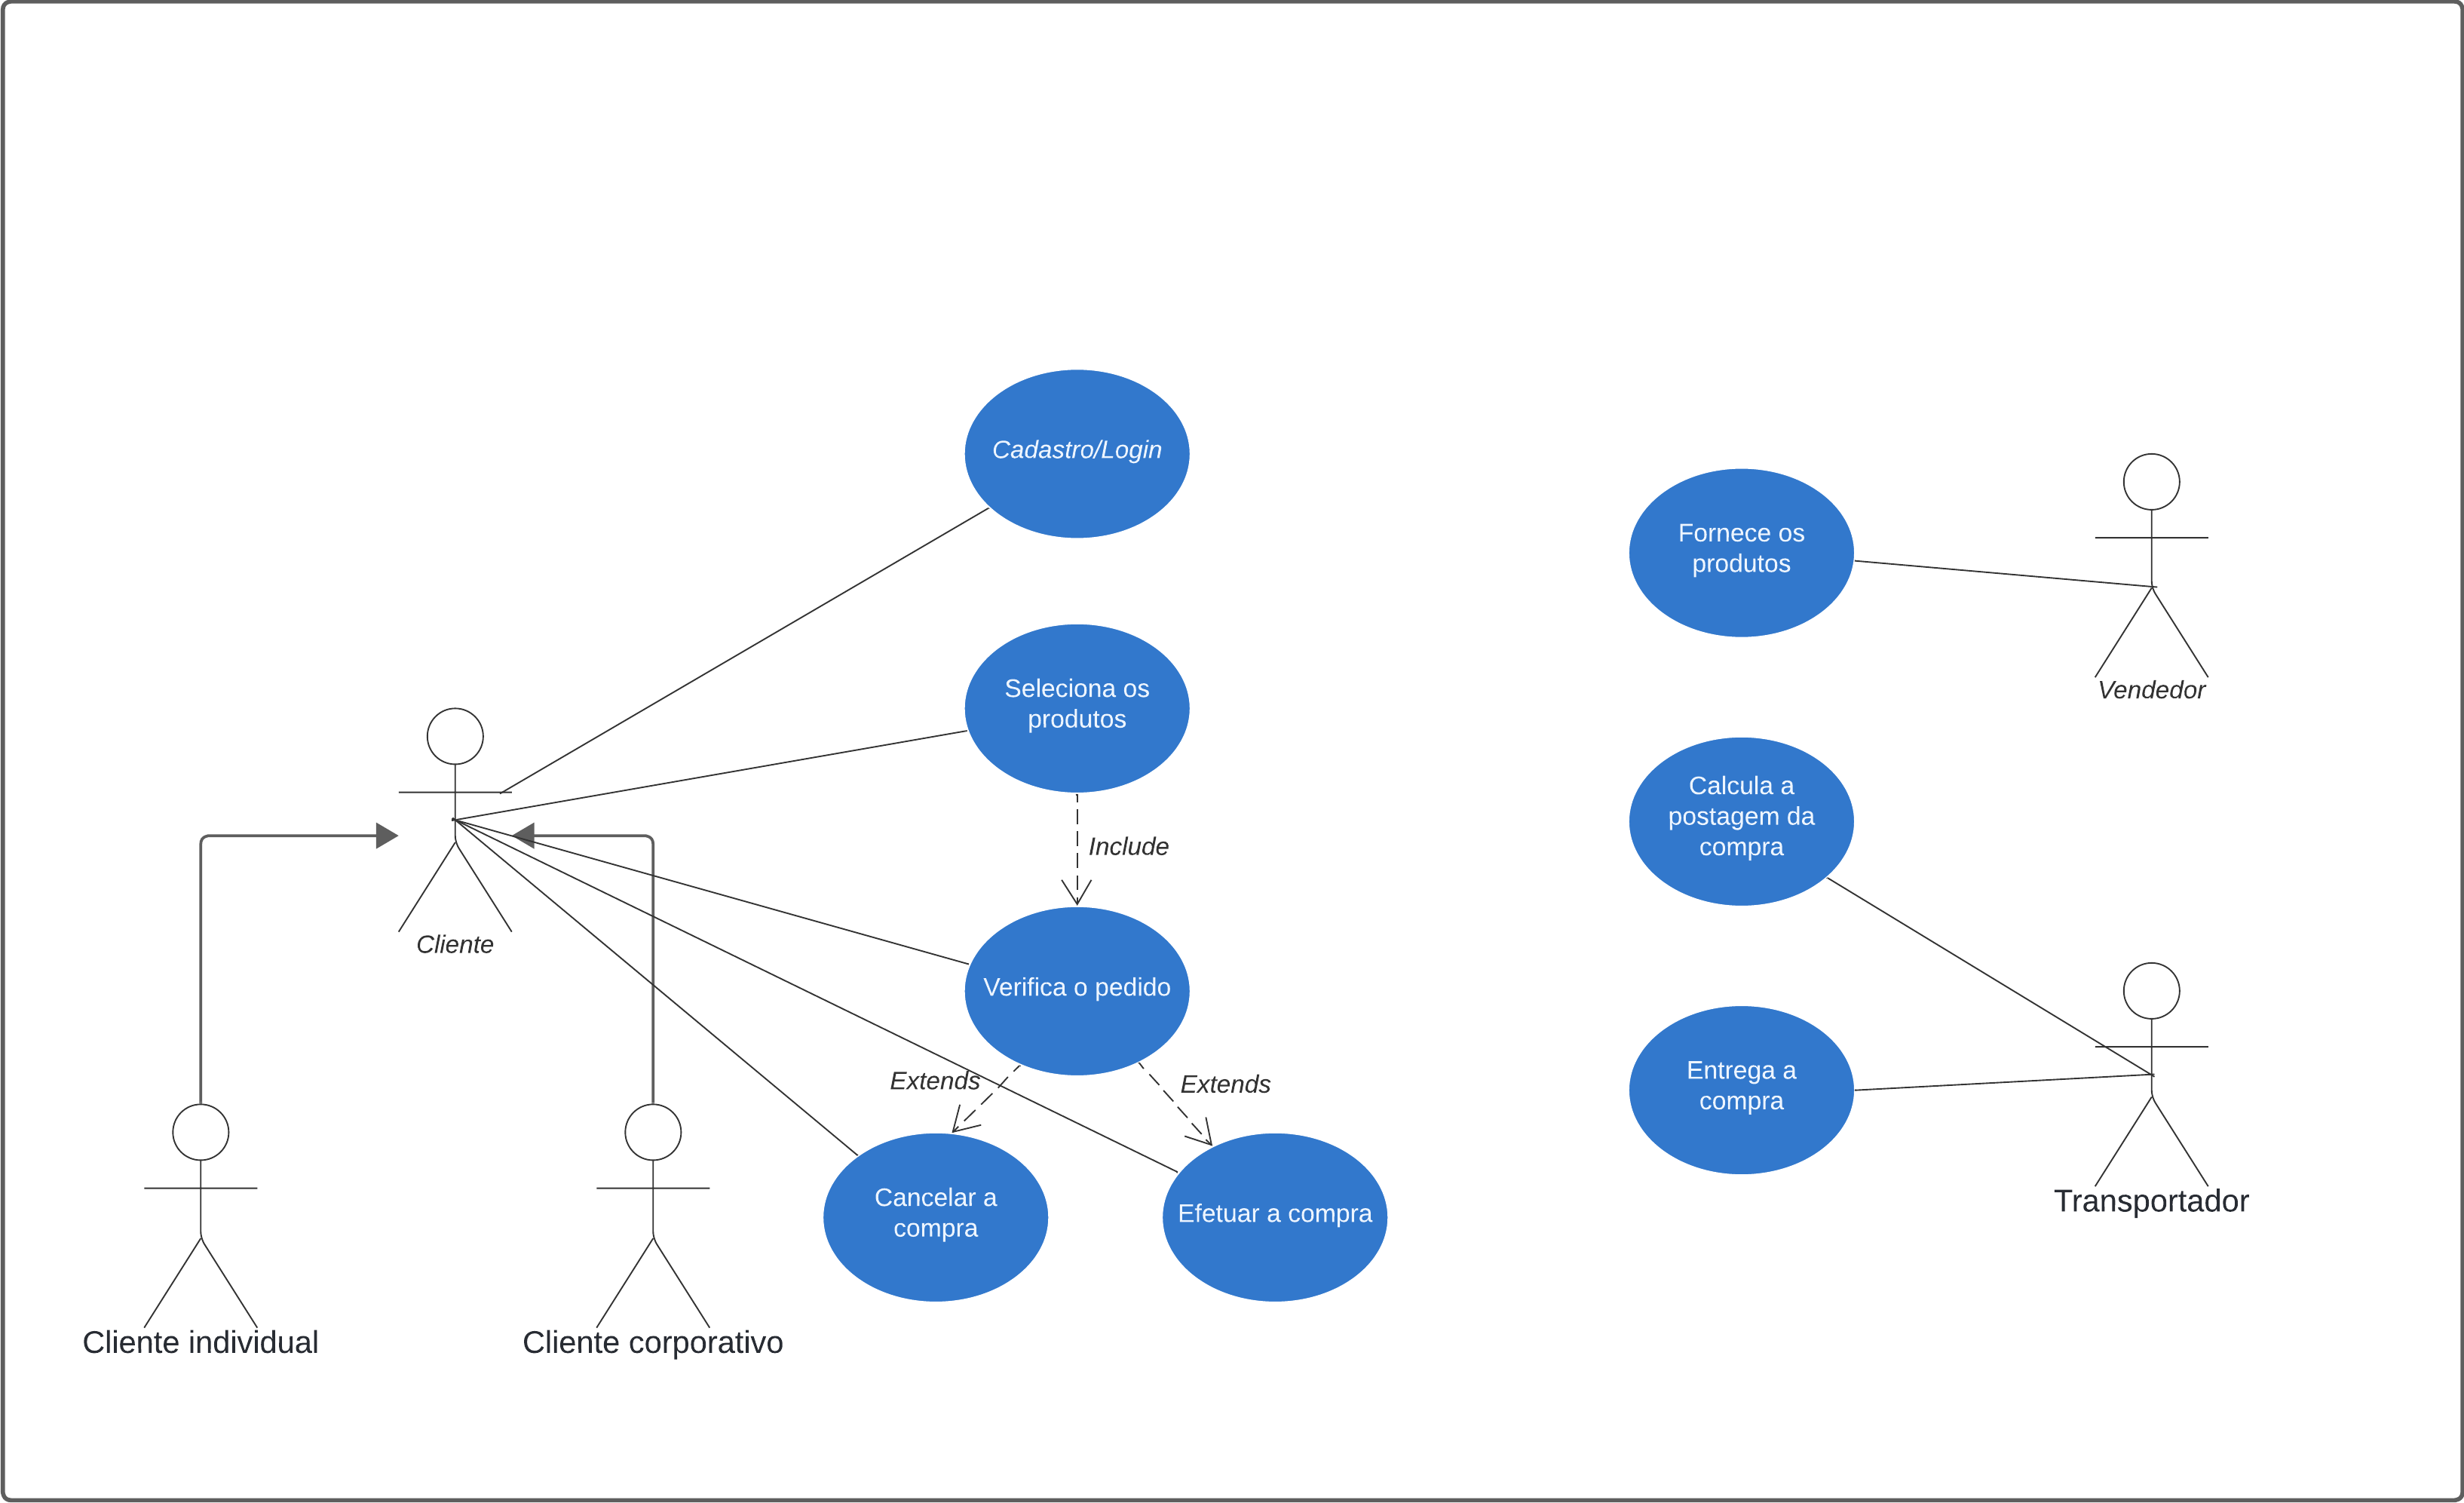 Cadastro/Login
Fornece os
produtos
Seleciona os
produtos
Vendedor
Calcula a
postagem da
compra
Include
Cliente
Verifica o pedido
Extends
Extends
Entrega a
compra
Cancelar a
compra
Efetuar a compra
Transportador
Cliente individual
Cliente corporativo